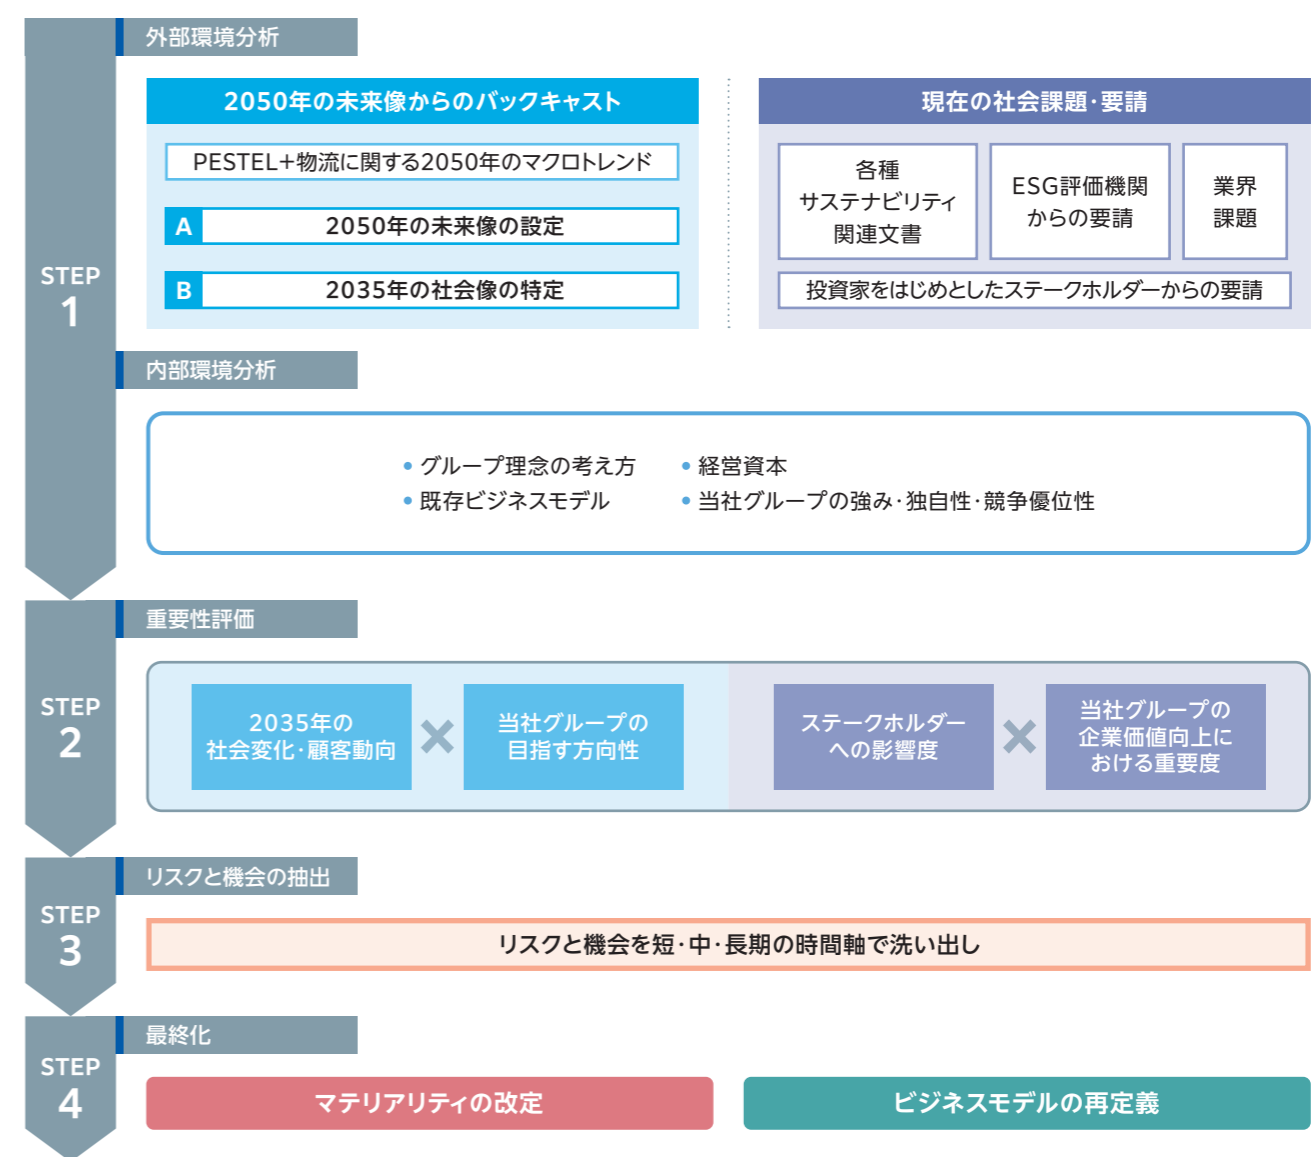 STEP
1
外部環境分析
2050年の未来像からのバックキャスト
PESTEL+物流に関する2050年のマクロトレンド
A
2050年の未来像の設定
B
2035年の社会像の特定
現在の社会課題・要請
各種
サステナビリティ
関連文書
ESG評価機関
からの要請
業界
課題
投資家をはじめとしたステークホルダーからの要請
内部環境分析
• グループ理念の考え方
• 既存ビジネスモデル
• 経営資本
• 当社グループの強み・独自性・競争優位性
STEP
2
重要性評価
2035年の
社会変化・顧客動向
×
当社グループの
目指す方向性
ステークホルダー
への影響度
×
当社グループの
企業価値向上に
おける重要度
STEP
3
リスクと機会の抽出
リスクと機会を短・中・長期の時間軸で洗い出し
STEP
4
最終化
マテリアリティの改定
ビジネスモデルの再定義